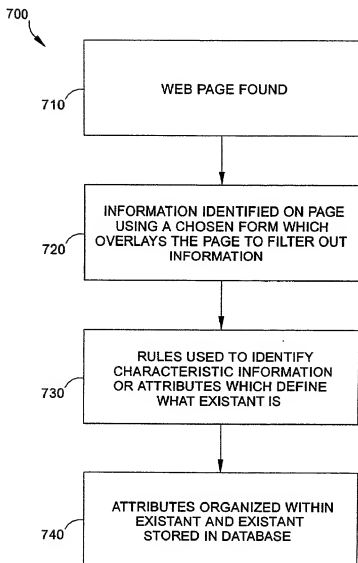 700
710
WEB PAGE FOUND
720
INFORMATION IDENTIFIED ON PAGE
USING A CHOSEN FORM WHICH
OVERLAYS THE PAGE TO FILTER OUT
INFORMATION
730
RULES USED TO IDENTIFY
CHARACTERISTIC INFORMATION
OR ATTRIBUTES WHICH DEFINE
WHAT EXISTANT IS
740
ATTRIBUTES ORGANIZED WITHIN
EXISTANT AND EXISTANT
STORED IN DATABASE